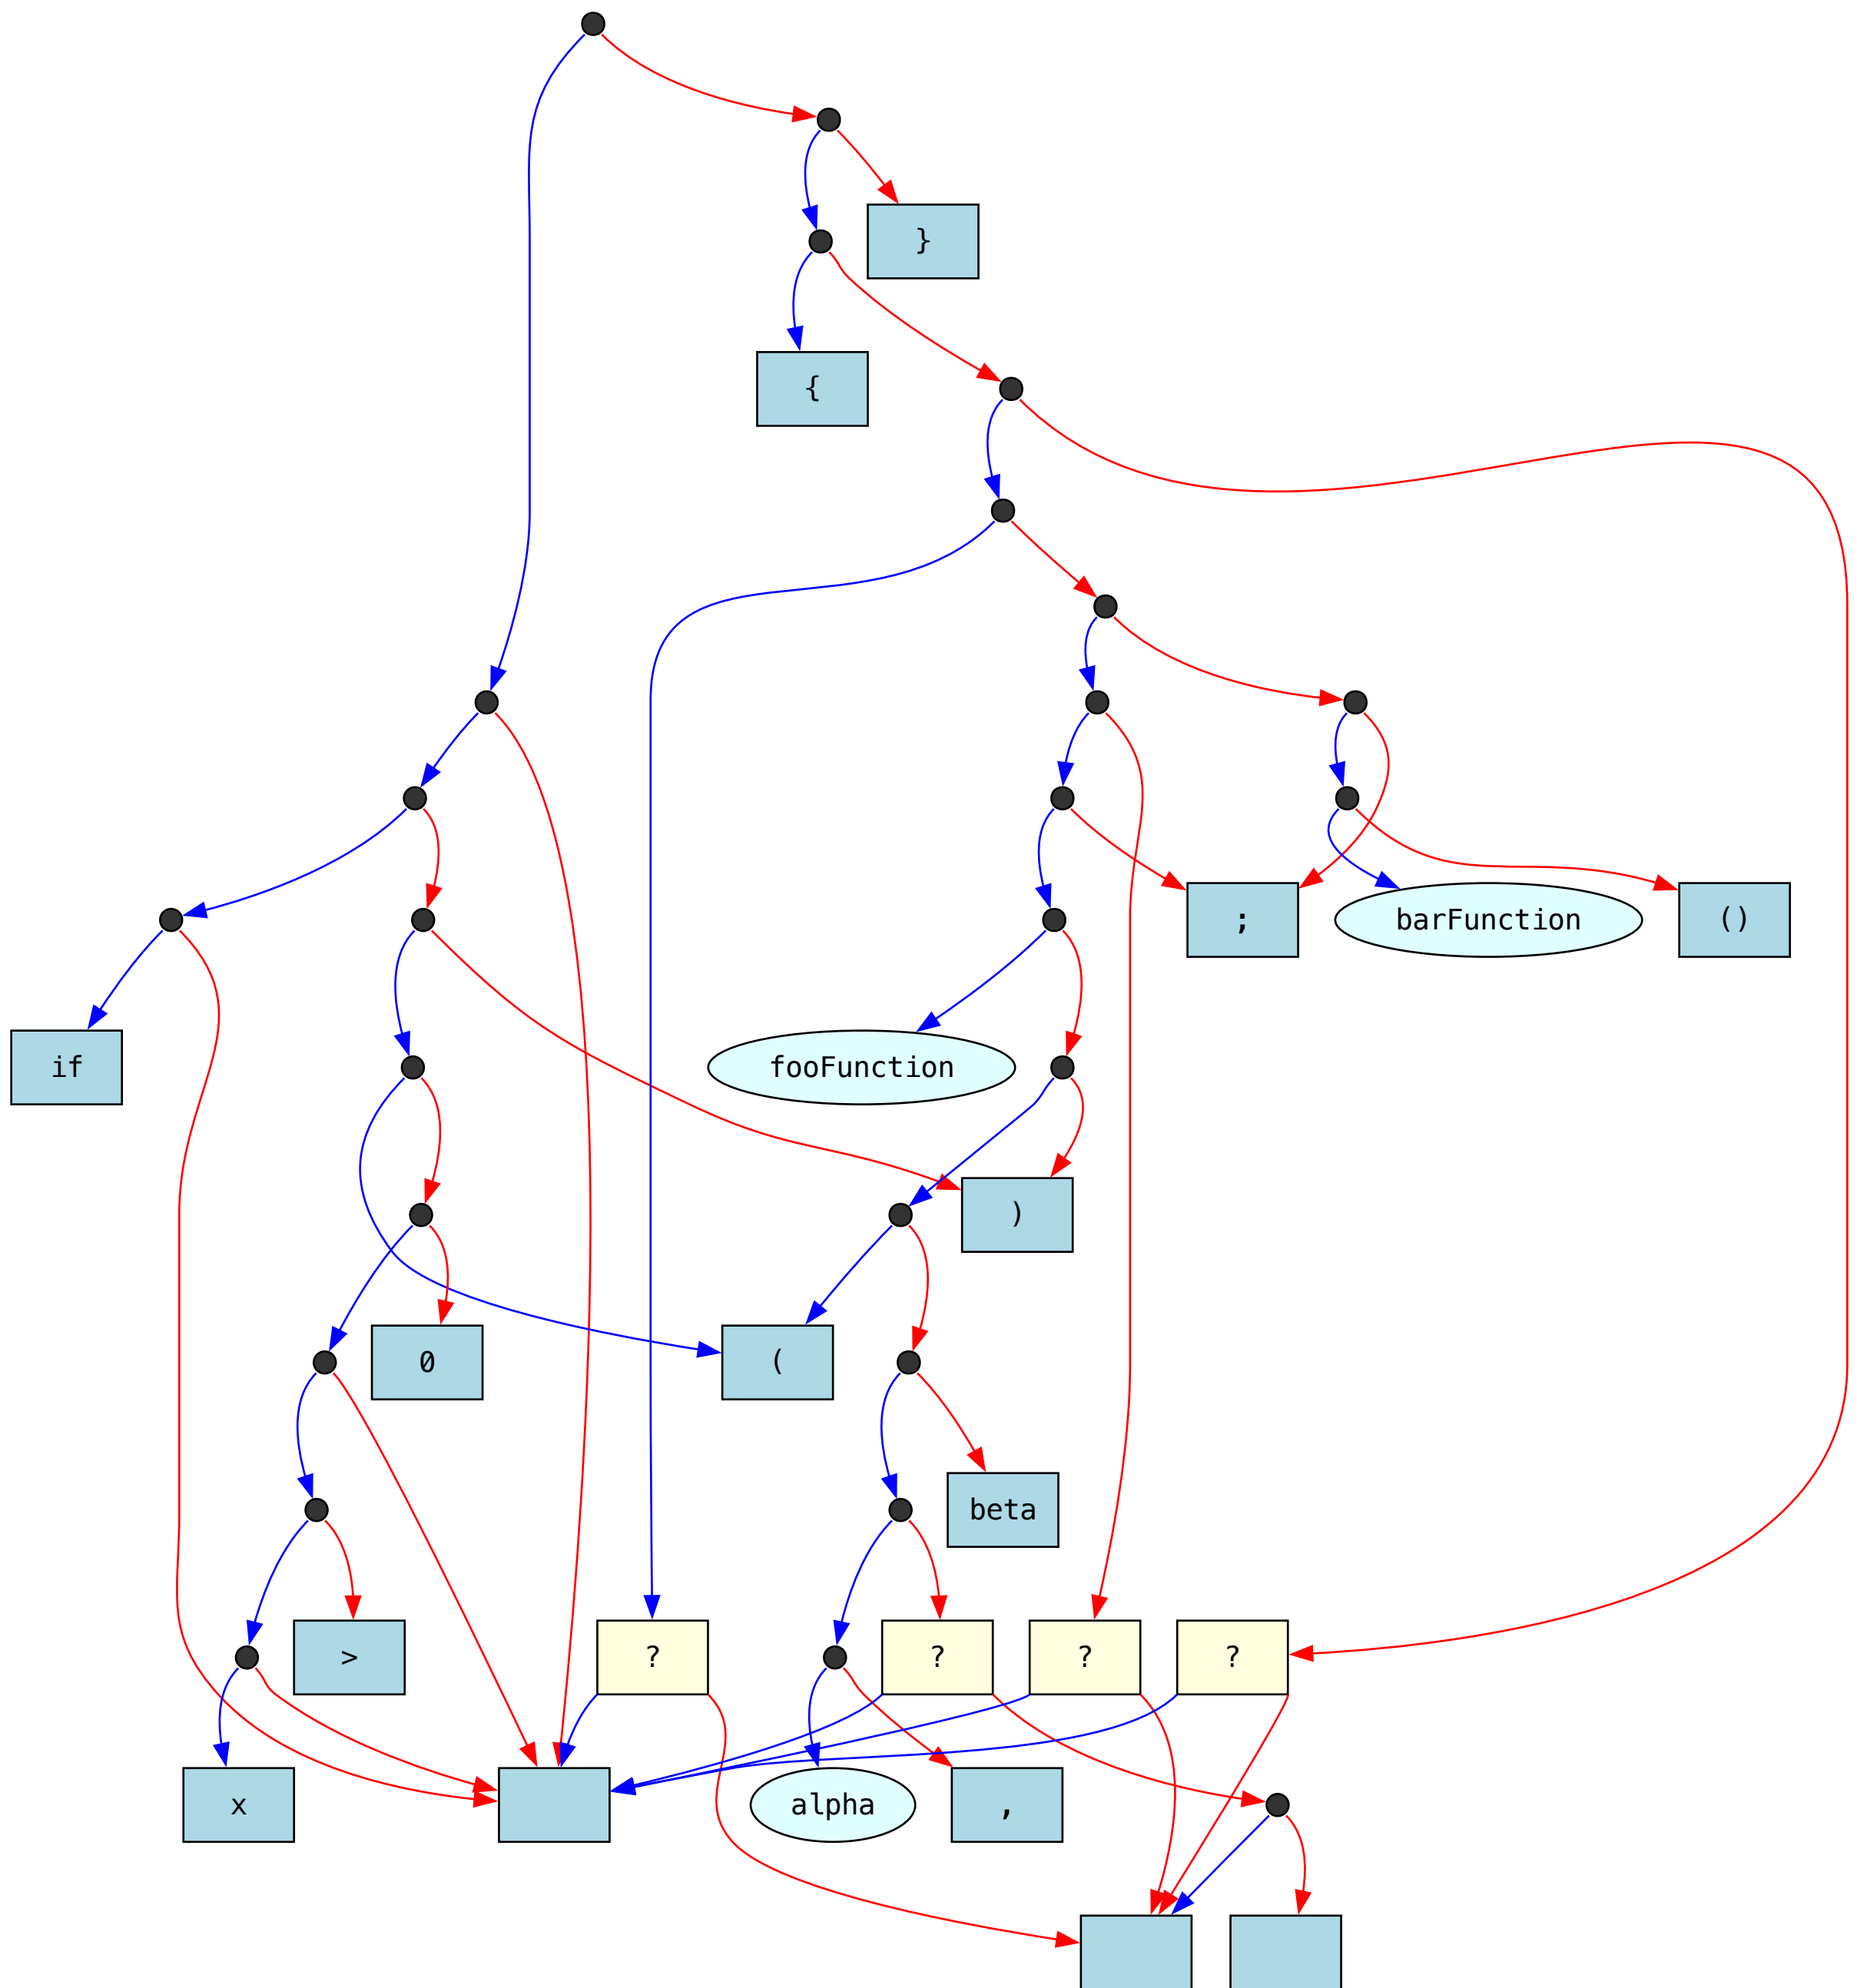 }
{
;
barFunction
()
if
fooFunction
)
0
(
beta
>
?
?
?
?
x
alpha
,